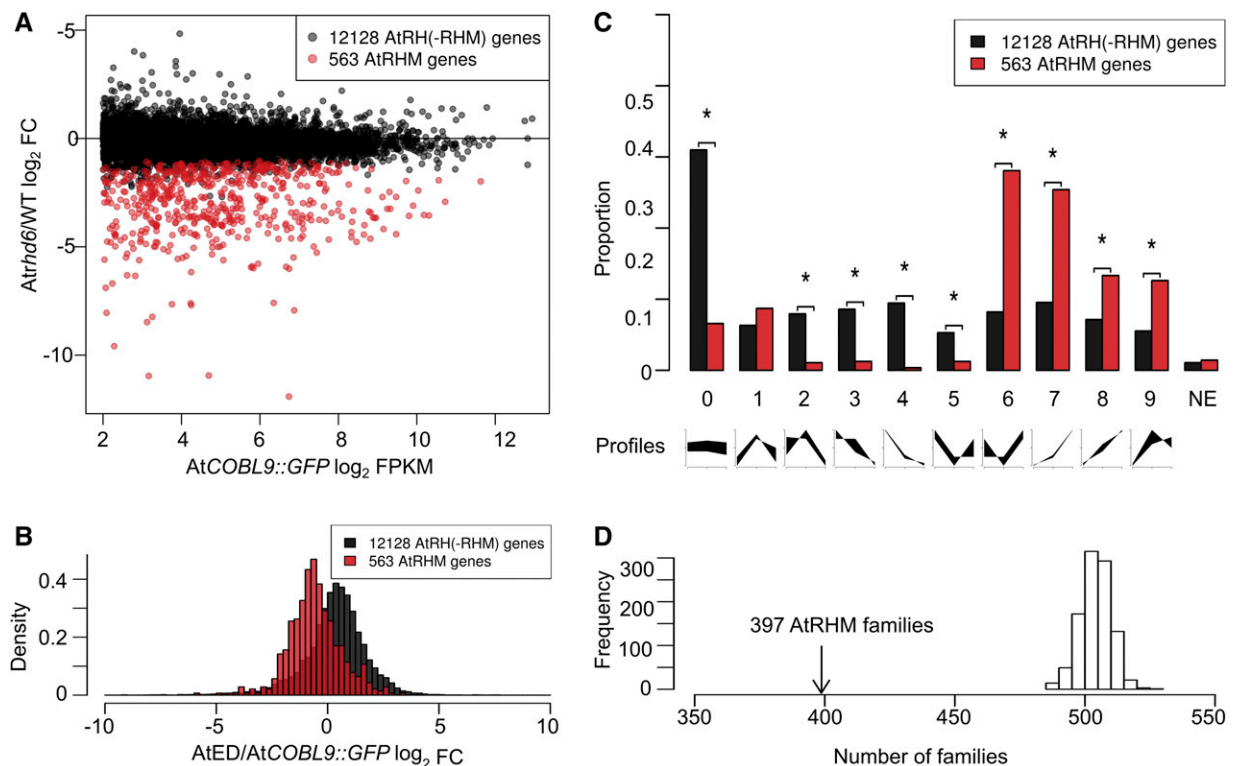 A
-5
0
-5
-10
Atrhd6/WT log2 FC
12128 AtRH(-RHM) genes
563 AtRHM genes
2 4 6 8 10 12
AtCOBL9::GFP log2 FPKM
C
0.5
0.4
0.3
0.2
0.1
0
Proportion
12128 AtRH(-RHM) genes
563 AtRHM genes
* * * * * * * * *
0 1 2 3 4 5 6 7 8 9 NE
Profiles
B
0.4
0.2
0
Density
12128 AtRH(-RHM) genes
563 AtRHM genes
-10 -5 0 5 10
AtED/AtCOBL9::GFP log2 FC
D
300
200
100
0
Frequency
397 AtRHM families
350 400 450 500 550
Number of families